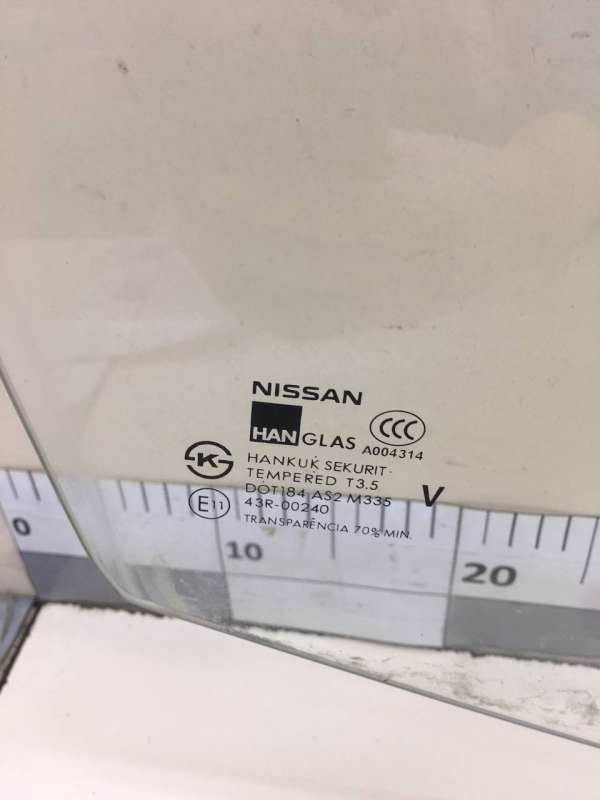 NISSAN
HANGLAS
CCC
A004314
K
HANKUK SEKURIT-
TEMPERED T3.5
DOT184 AS2 M335
V
E11
43R-00240
TRANSPARÊNCIA 70% MIN.
0
10
20